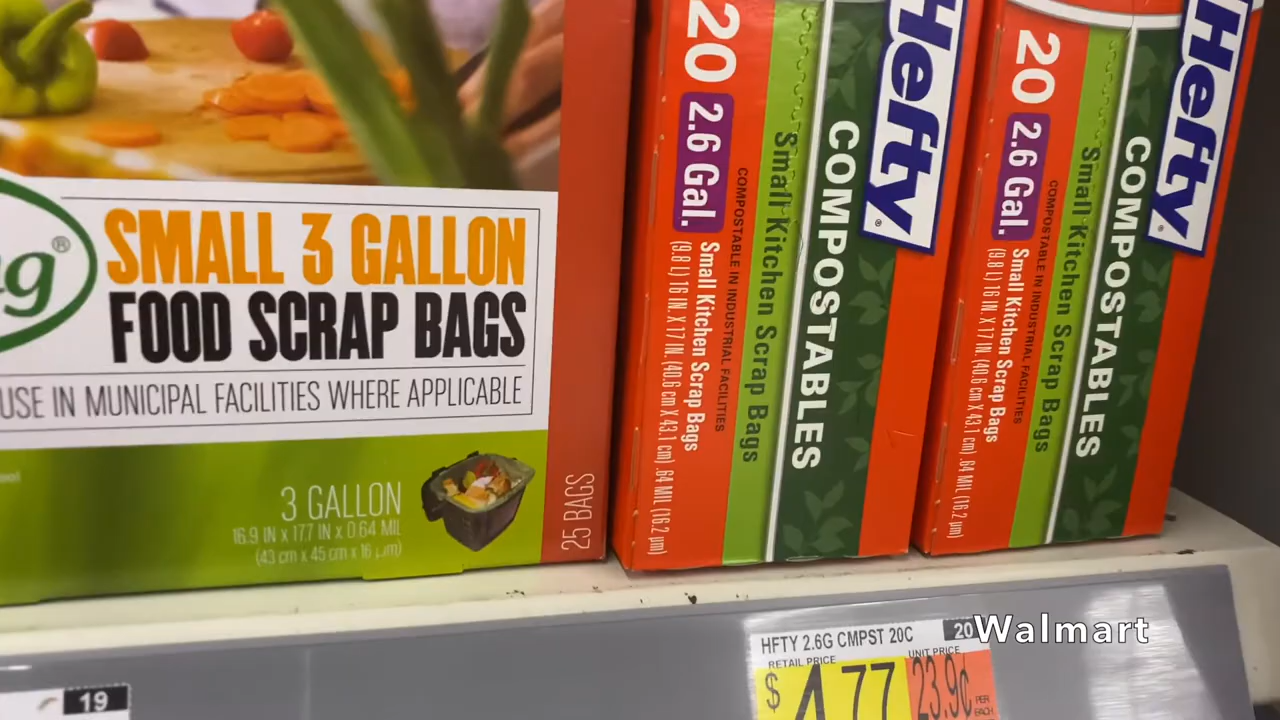 SMALL 3 GALLON
FOOD SCRAP BAGS
USE IN MUNICIPAL FACILITIES WHERE APPLICABLE
3 GALLON
16.9 IN x 17.7 IN x 0.64 MIL
(43 cm x 45 cm x 16 µm)
25 BAGS
20 2.6 Gal.
Small Kitchen Scrap Bags
(9.8 L) 16 IN. X 17 IN. (40.6 cm X 43.1 cm) .64 MIL (16.2 µm)
COMPOSTABLE IN INDUSTRIAL FACILITIES
Small Kitchen Scrap Bags
COMPOSTABLES
Hefty®
20 2.6 Gal.
Small Kitchen Scrap Bags
(9.8 L) 16 IN. X 17 IN. (40.6 cm X 43.1 cm) .64 MIL (16.2 µm)
COMPOSTABLE IN INDUSTRIAL FACILITIES
Small Kitchen Scrap Bags
COMPOSTABLES
Hefty®
HFTY 2.6G CMPST 20C 20
RETAIL PRICE UNIT PRICE
$4.77 23.9¢ PER EACH
19
Walmart